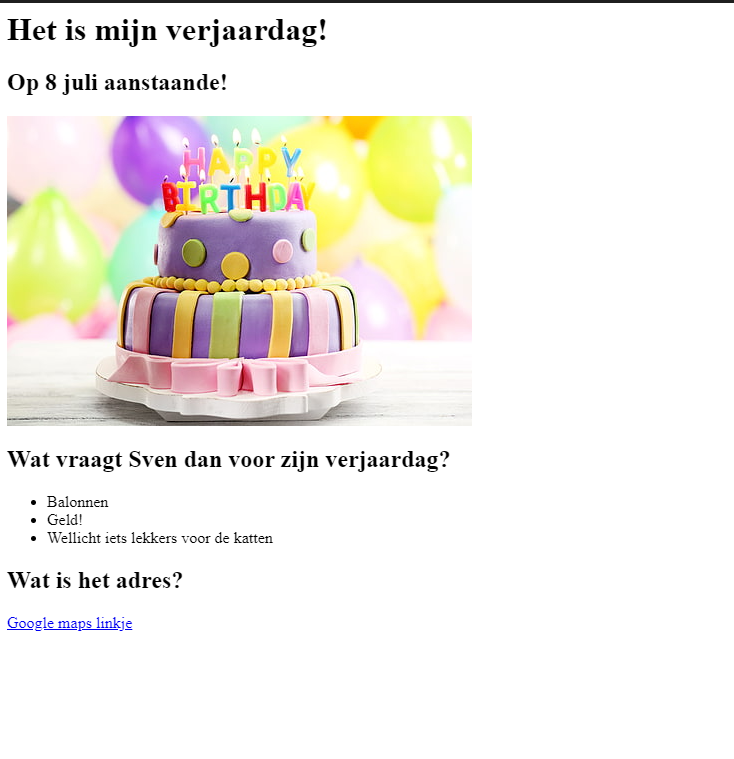 Het is mijn verjaardag!
Op 8 juli aanstaande!
HAPPY
BIRTHDAY
Wat vraagt Sven dan voor zijn verjaardag?
Balonnen
Geld!
Wellicht iets lekkers voor de katten
Wat is het adres?
Google maps linkje